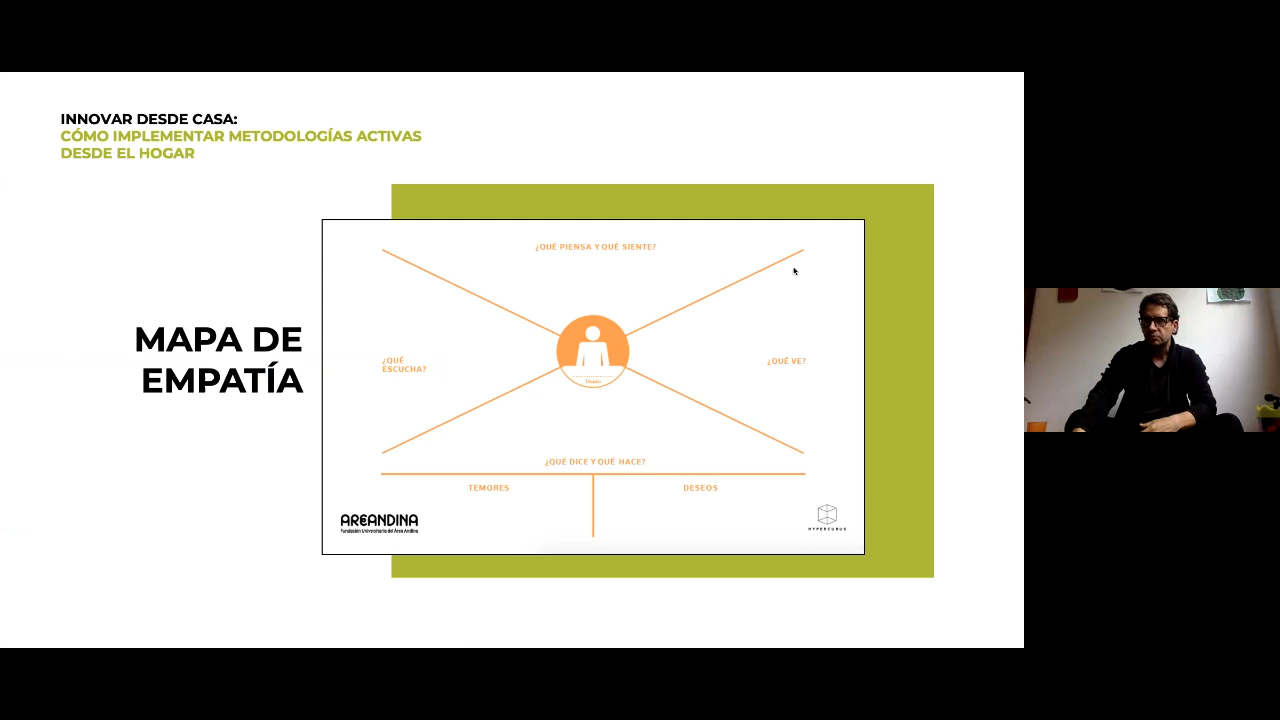 INNOVAR DESDE CASA:
CÓMO IMPLEMENTAR METODOLOGÍAS ACTIVAS
DESDE EL HOGAR
MAPA DE
EMPATÍA
¿QUÉ PIENSA Y QUÉ SIENTE?
¿QUÉ
ESCUCHA?
¿QUÉ VE?
Usuario
¿QUÉ DICE Y QUÉ HACE?
TEMORES
DESEOS
AREANDINA
Fundación Universitaria del Área Andina
HYPERCUBUS